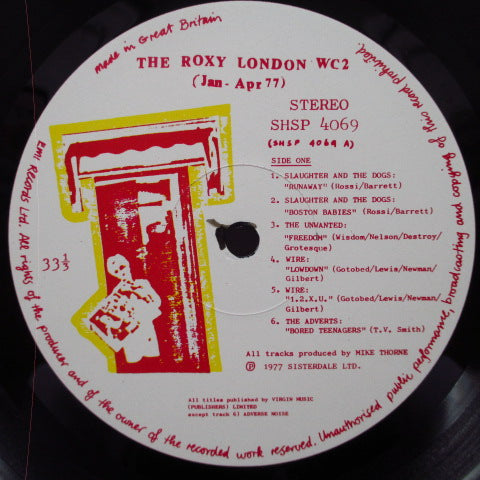 made in Great Britain
THE ROXY LONDON WC2
(Jan - Apr 77)
STEREO
SHSP 4069
(SHSP 4069 A)
SIDE ONE
1. SLAUGHTER AND THE DOGS:
"RUNAWAY" (Rossi/Barrett)
2. SLAUGHTER AND THE DOGS:
"BOSTON BABIES" (Rossi/Barrett)
3. THE UNWANTED:
"FREEDOM" (Wisdom/Nelson/Destroy/
Grotesque)
4. WIRE:
"LOWDOWN" (Gotobed/Lewis/Newman/
Gilbert)
5. WIRE:
"1.2.X.U." (Gotobed/Lewis/Newman/
Gilbert)
6. THE ADVERTS:
"BORED TEENAGERS" (T.V. Smith)
33⅓
All tracks produced by MIKE THORNE
Ⓟ 1977 SISTERDALE LTD.
All titles published by VIRGIN MUSIC
(PUBLISHERS) LIMITED
except track 6) ADVERSE NOISE
EMI Records Ltd. All rights of the producer and of the owner of the recorded work reserved. Unauthorised public peformance, broadcasting and copying of this record prohibited.